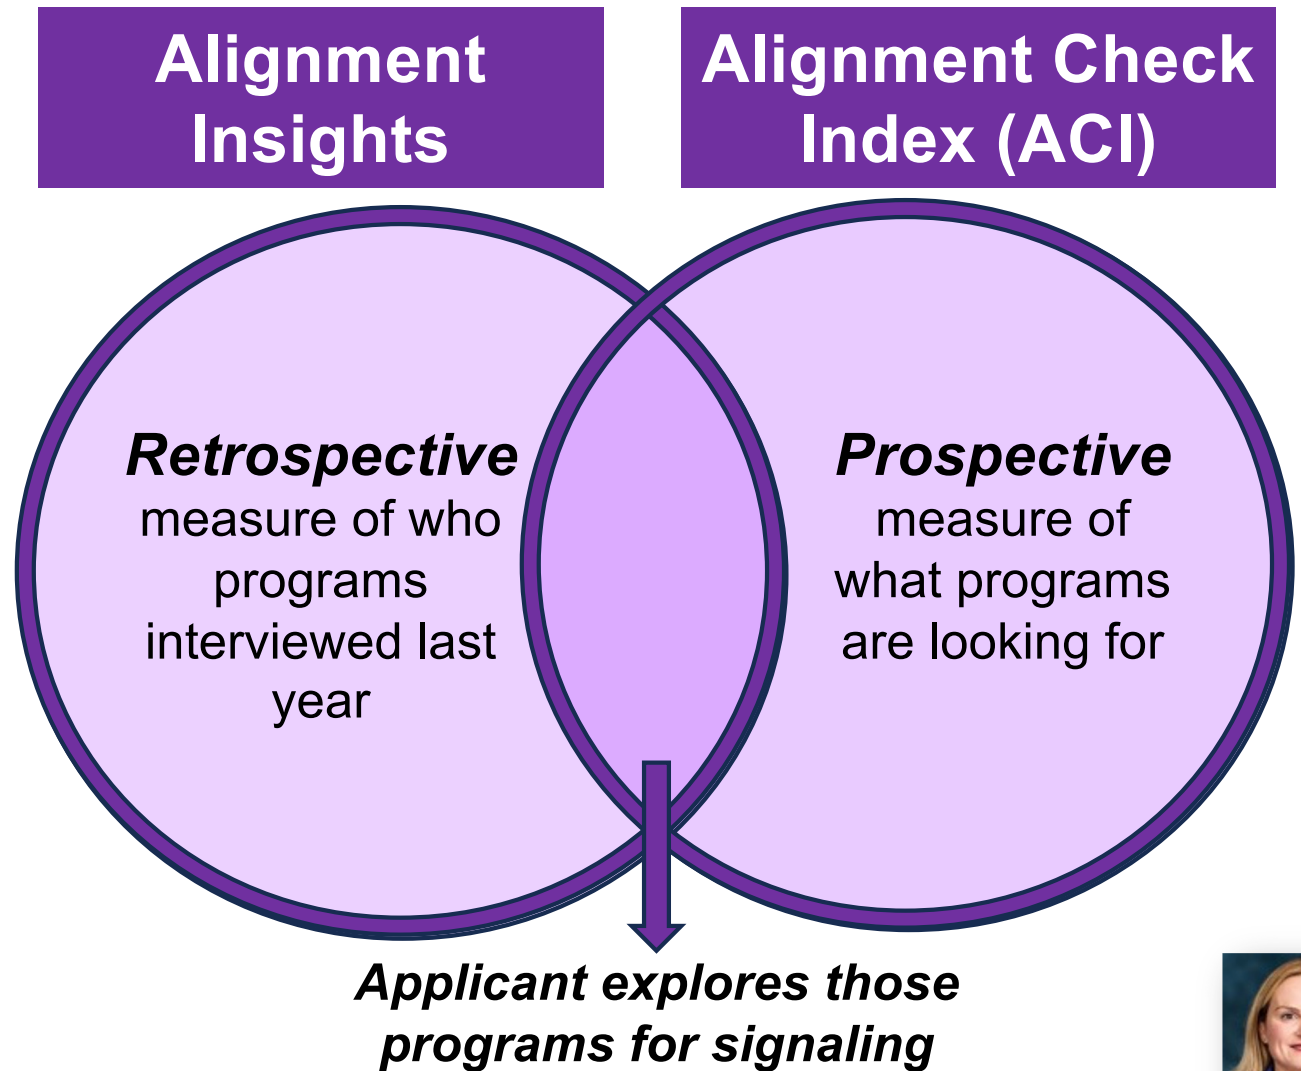 Alignment
Insights
Alignment Check
Index (ACI)
Retrospective
measure of who
programs
interviewed last
year
Prospective
measure of
what programs
are looking for
Applicant explores those
programs for signaling